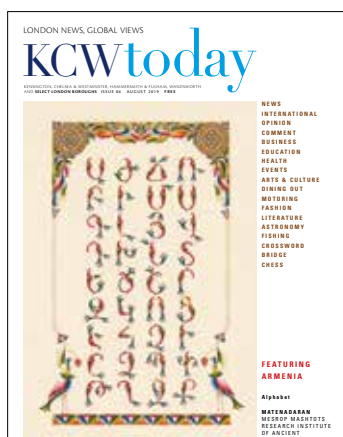 LONDON NEWS, GLOBAL VIEWS
KCWtoday
KENSINGTON, CHELSEA & WESTMINSTER, HAMMERSMITH & FULHAM, WANDSWORTH
AND SELECT LONDON BOROUGHS ISSUE AUGUST 2019 FREE
Ա Ժ Ճ Ռ
Բ Ի Մ Ս
Գ Լ Յ Վ
Դ Խ Ն Տ
Ե Ծ Շ Ր
Զ Կ Ո Ց
Է Հ Չ Ւ
Ը Ձ Պ Փ
Թ Ղ Ջ Ք
NEWS
INTERNATIONAL
OPINION
COMMENT
BUSINESS
EDUCATION
HEALTH
EVENTS
ARTS & CULTURE
DINING OUT
MOTORING
FASHION
LITERATURE
ASTRONOMY
FISHING
CROSSWORD
BRIDGE
CHESS
FEATURING
ARMENIA
Alphabet
MATENADARAN
MESROP MASHTOTS
RESEARCH INSTITUTE
OF ANCIENT